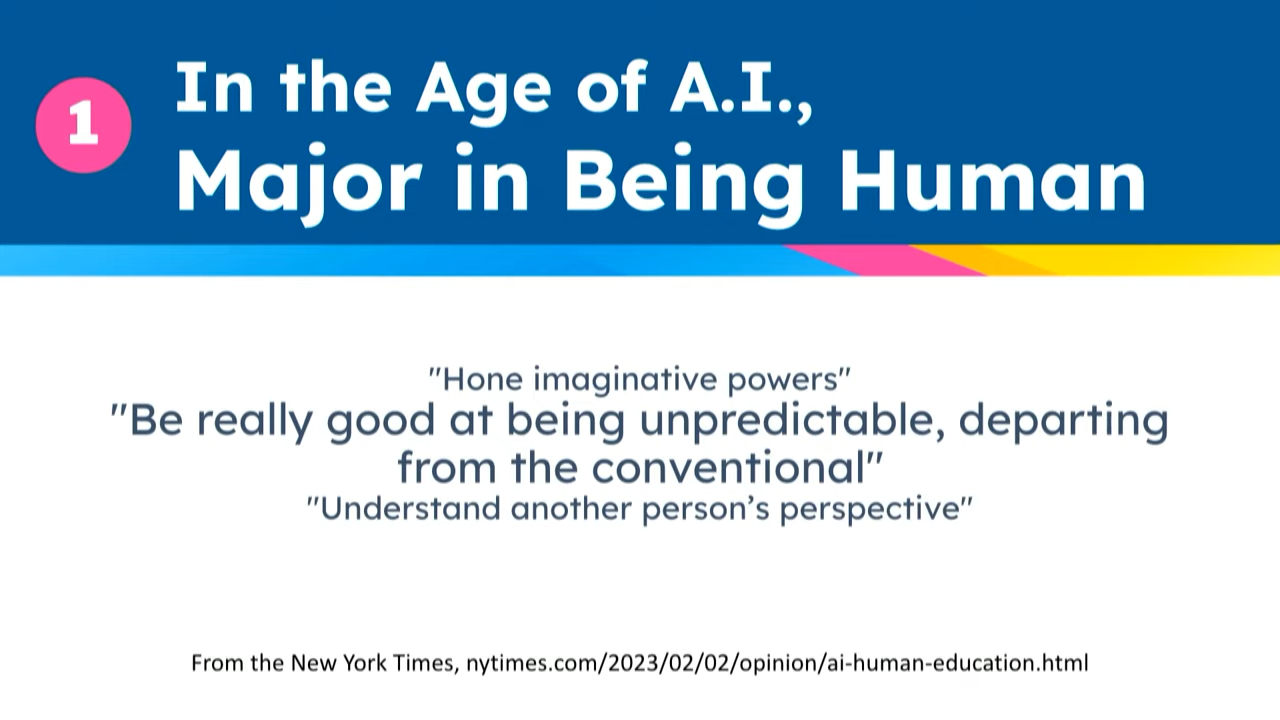 1
In the Age of A.I.,
Major in Being Human
"Hone imaginative powers"
"Be really good at being unpredictable, departing
from the conventional"
"Understand another person’s perspective"
From the New York Times, nytimes.com/2023/02/02/opinion/ai-human-education.html